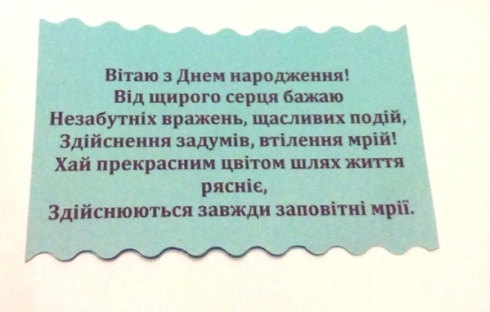 Вітаю з Днем народження!
Від щирого серця бажаю
Незабутніх вражень, щасливих подій,
Здійснення задумів, втілення мрій!
Хай прекрасним цвітом шлях життя
рясніє,
Здійснюються завжди заповітні мрії.